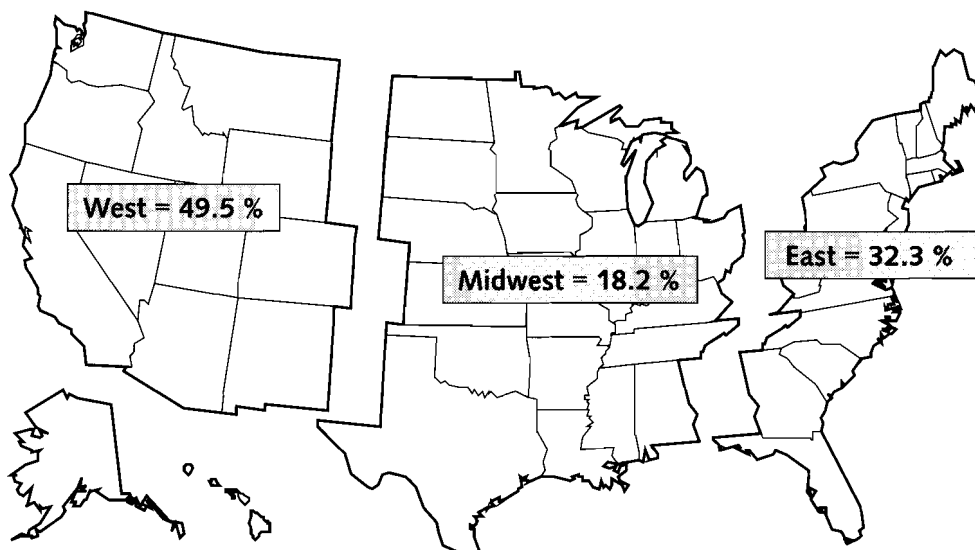 West = 49.5 %
Midwest = 18.2 %
East = 32.3 %